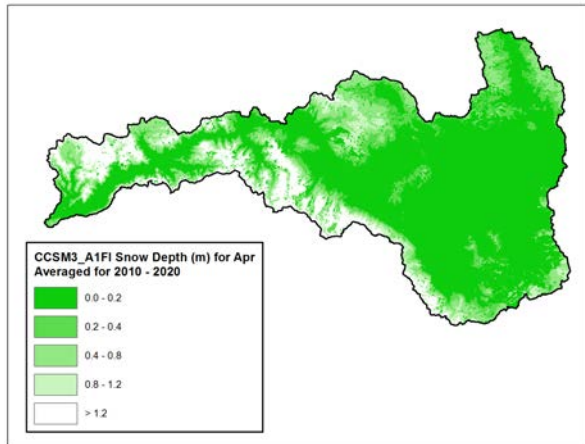 CCSM3_A1FI Snow Depth (m) for Apr
Averaged for 2010 - 2020
0.0 - 0.2
0.2 - 0.4
0.4 - 0.8
0.8 - 1.2
> 1.2